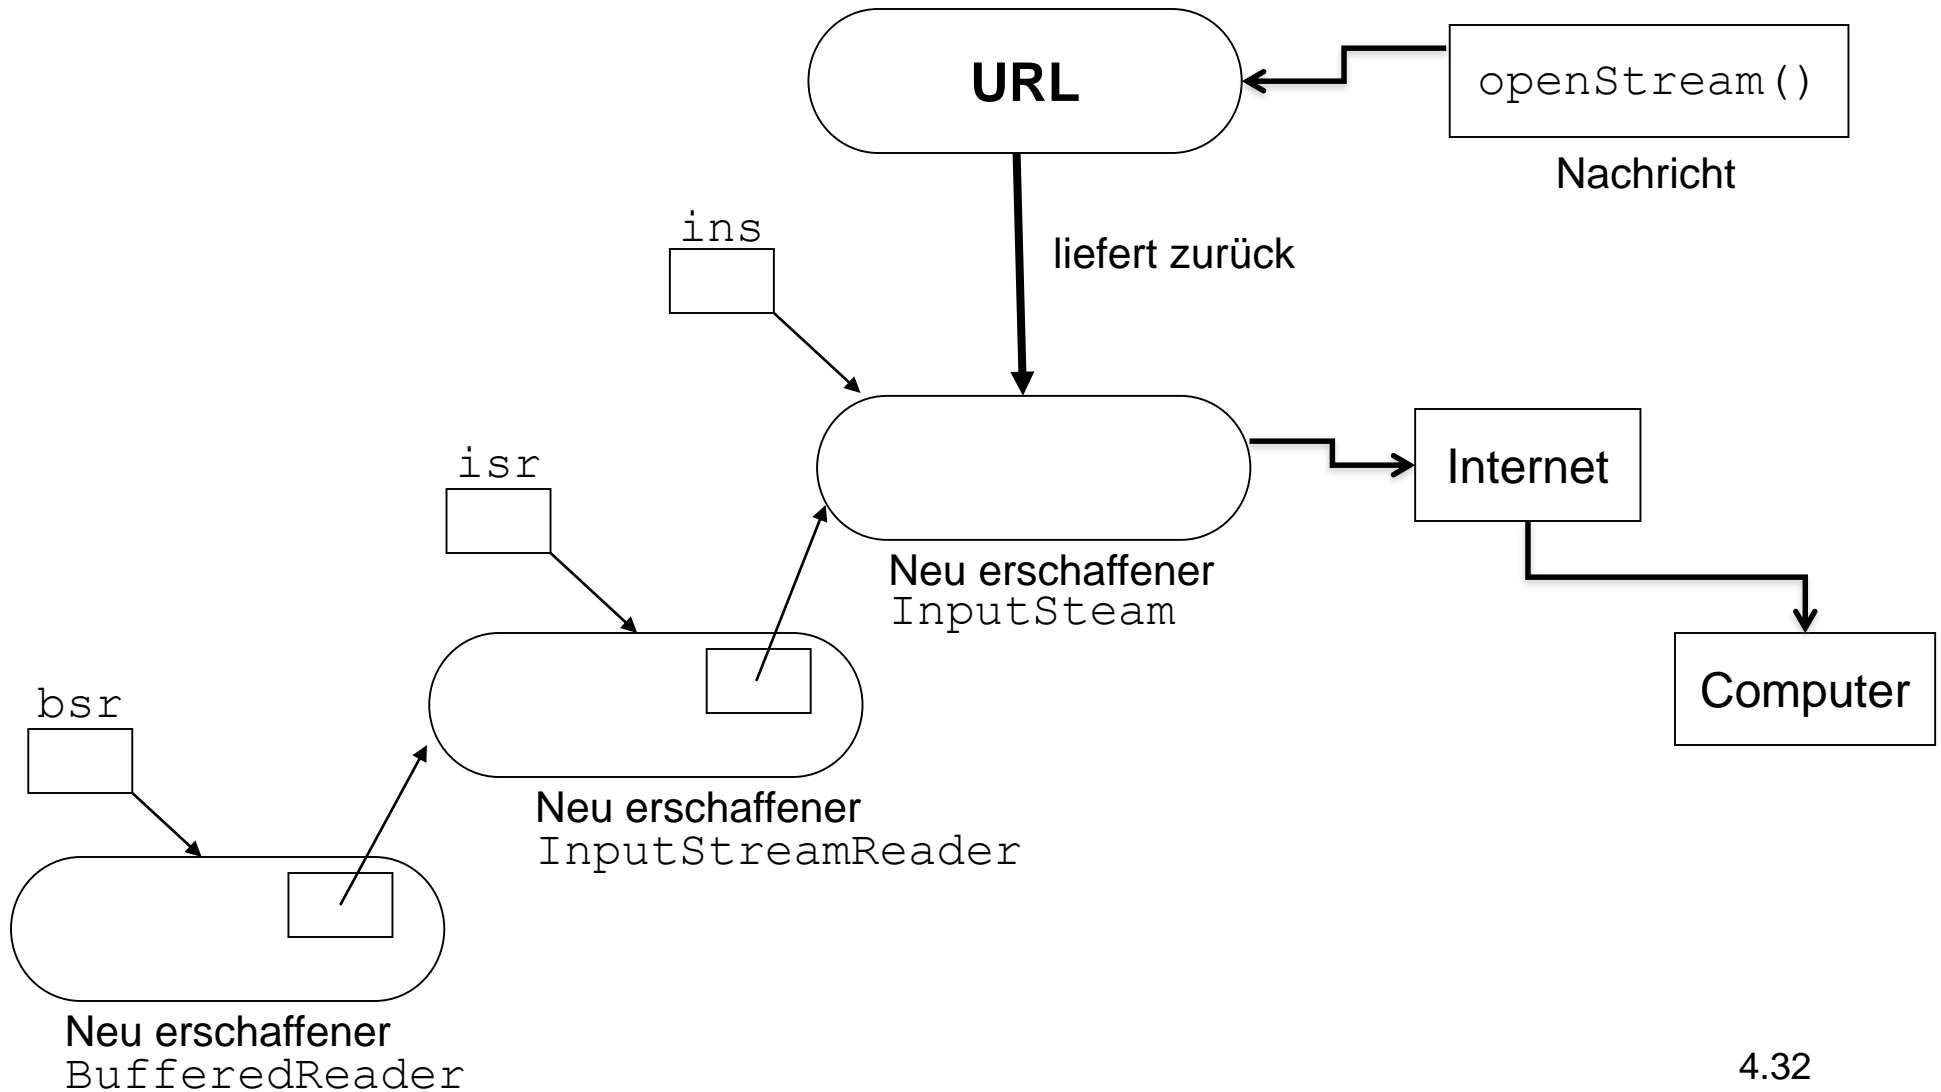 URL
openStream()
Nachricht
ins
liefert zurück
isr
Internet
Neu erschaffener
InputSteam
bsr
Computer
Neu erschaffener
InputStreamReader
Neu erschaffener
BufferedReader
4.32